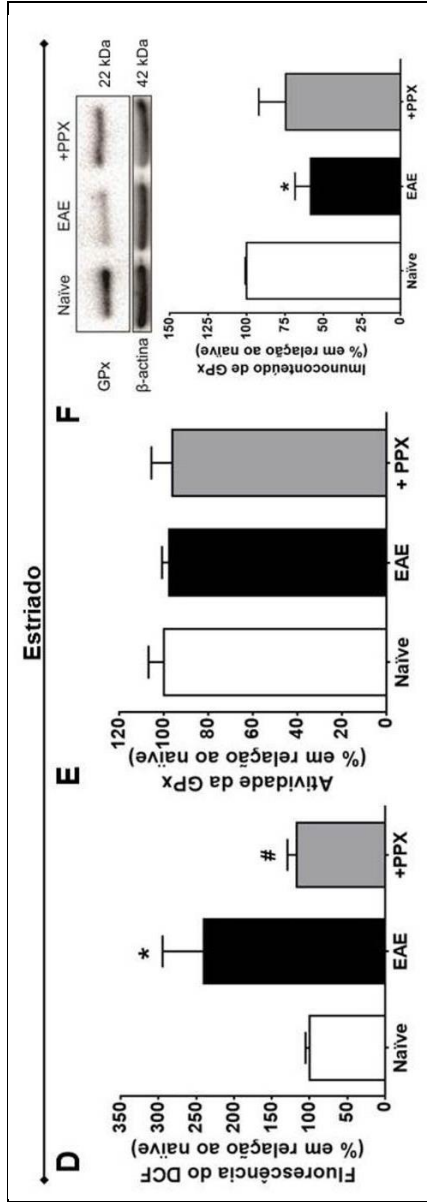 Estriado
D
Fluorescência do DCF
(% em relação ao naïve)
350
300
250
200
150
100
50
0
*
#
Naïve
EAE
+PPX
E
Atividade da GPx
(% em relação ao naïve)
120
100
80
60
40
20
0
Naïve
EAE
+ PPX
F
Naïve
EAE
+PPX
GPx
22 kDa
β-actina
42 kDa
Imunoconteúdo de GPx
(% em relação ao naïve)
150
125
100
75
50
25
0
*
Naïve
EAE
+PPX